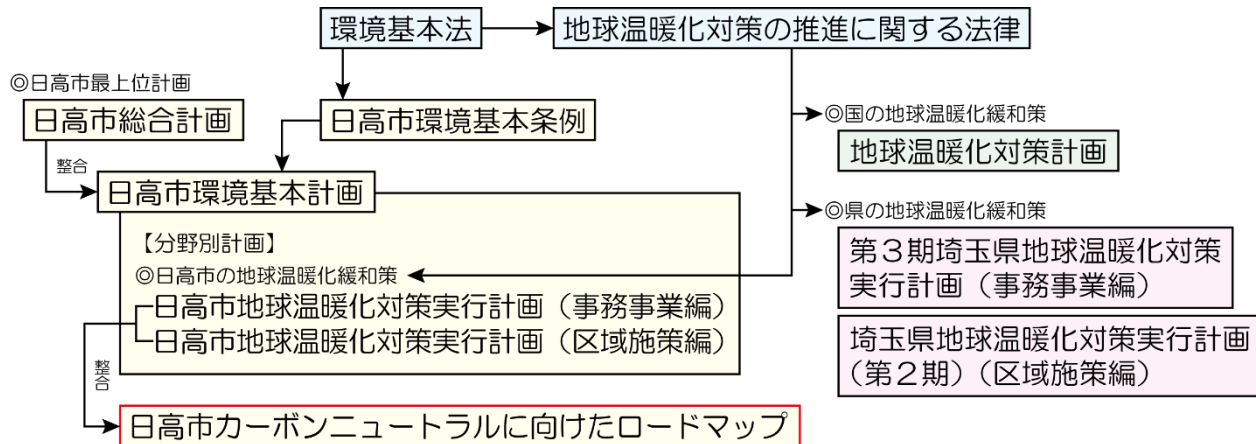 環境基本法
地球温暖化対策の推進に関する法律
◎日高市最上位計画
日高市総合計画
日高市環境基本条例
◎国の地球温暖化緩和策
地球温暖化対策計画
整合
日高市環境基本計画
◎県の地球温暖化緩和策
【分野別計画】
◎日高市の地球温暖化緩和策
日高市地球温暖化対策実行計画（事務事業編）
日高市地球温暖化対策実行計画（区域施策編）
第３期埼玉県地球温暖化対策
実行計画（事務事業編）
埼玉県地球温暖化対策実行計画
（第２期）（区域施策編）
整合
日高市カーボンニュートラルに向けたロードマップ